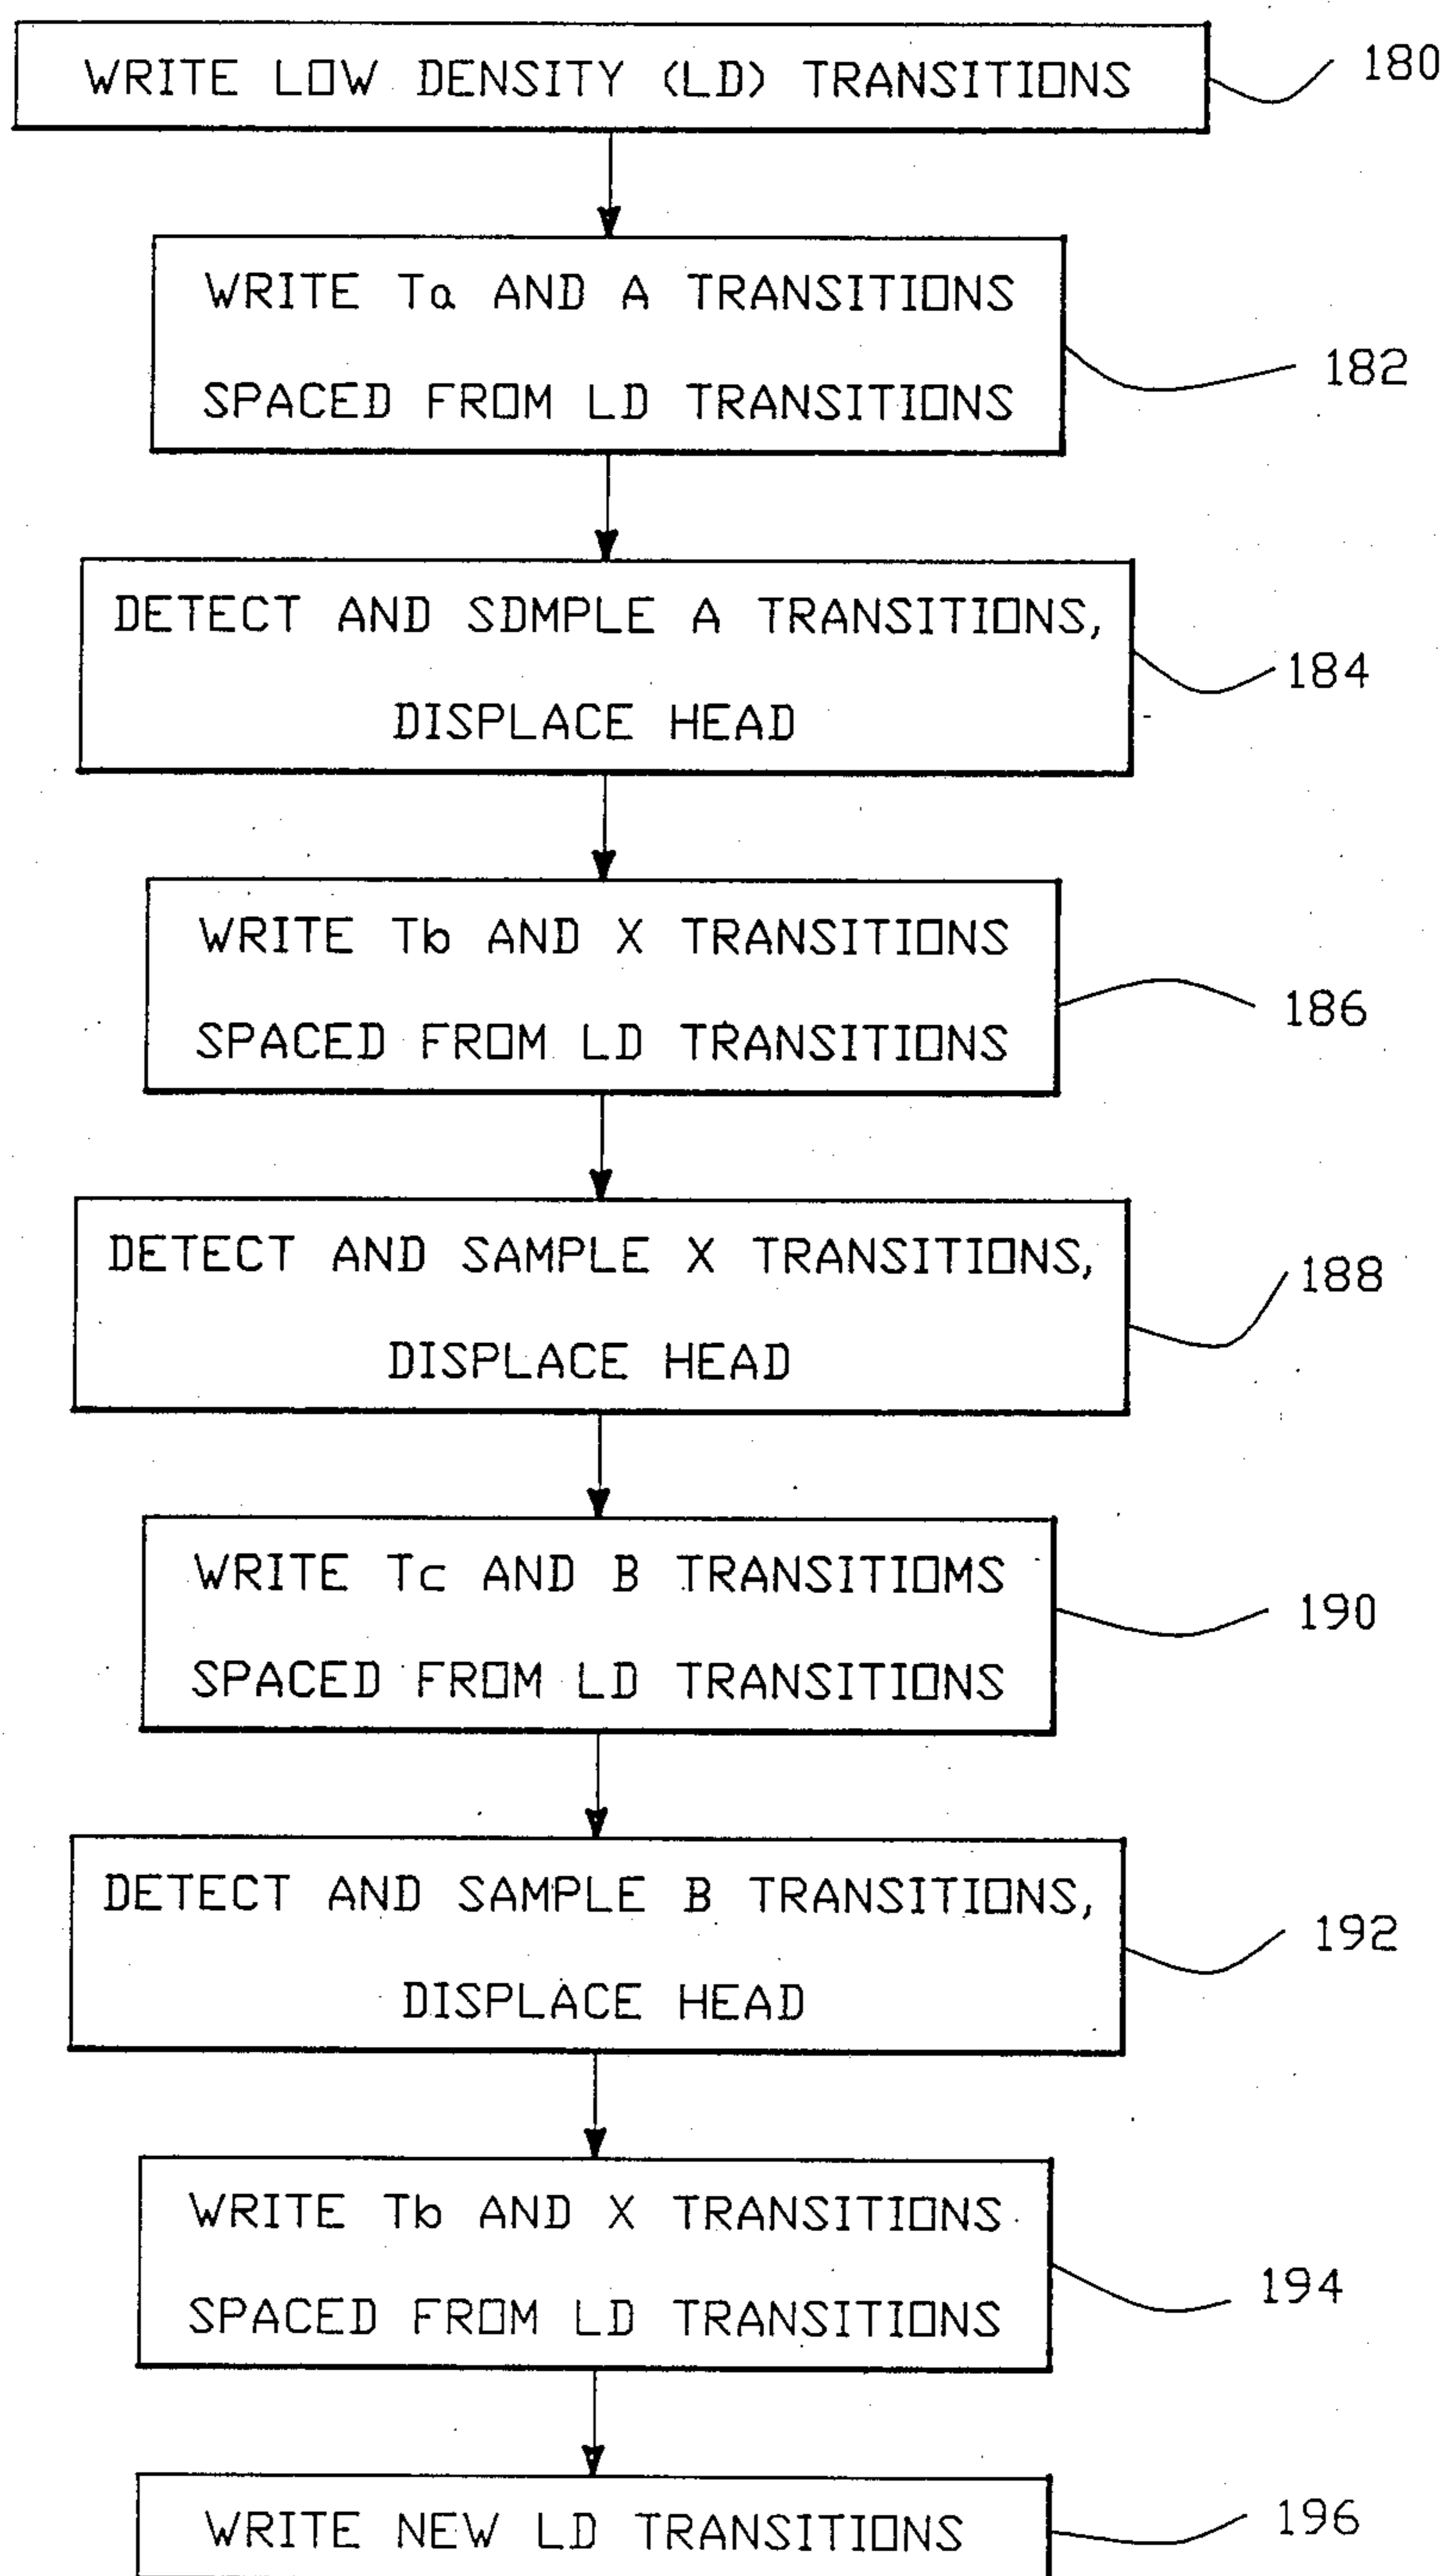 WRITE LOW DENSITY (LD) TRANSITIONS
180
WRITE Ta AND A TRANSITIONS
SPACED FROM LD TRANSITIONS
182
DETECT AND SDMPLE A TRANSITIONS,
DISPLACE HEAD
184
WRITE Tb AND X TRANSITIONS
SPACED FROM LD TRANSITIONS
186
DETECT AND SAMPLE X TRANSITIONS,
DISPLACE HEAD
188
WRITE Tc AND B TRANSITIOMS
SPACED FROM LD TRANSITIONS
190
DETECT AND SAMPLE B TRANSITIONS,
DISPLACE HEAD
192
WRITE Tb AND X TRANSITIONS
SPACED FROM LD TRANSITIONS
194
WRITE NEW LD TRANSITIONS
196